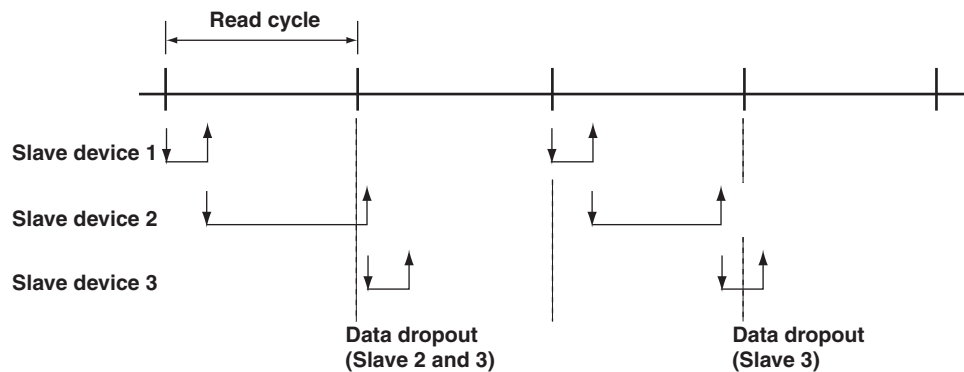 Read cycle
Slave device 1
Slave device 2
Slave device 3
Data dropout
(Slave 2 and 3)
Data dropout
(Slave 3)